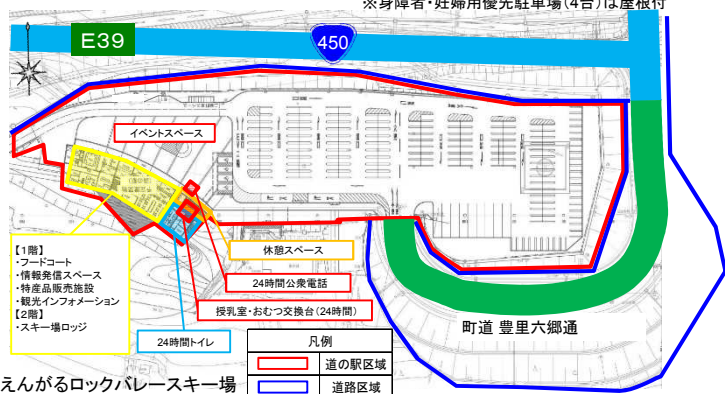 ※身障者・妊婦用優先駐車場(4台)は屋根付
E39
450
イベントスペース
【1階】
・フードコート
・情報発信スペース
・特産品販売施設
・観光インフォメーション
【2階】
・スキー場ロッジ
休憩スペース
24時間公衆電話
授乳室・おむつ交換台(24時間)
24時間トイレ
町道 豊里六郷通
凡例
道の駅区域
道路区域
えんがるロックバレースキー場